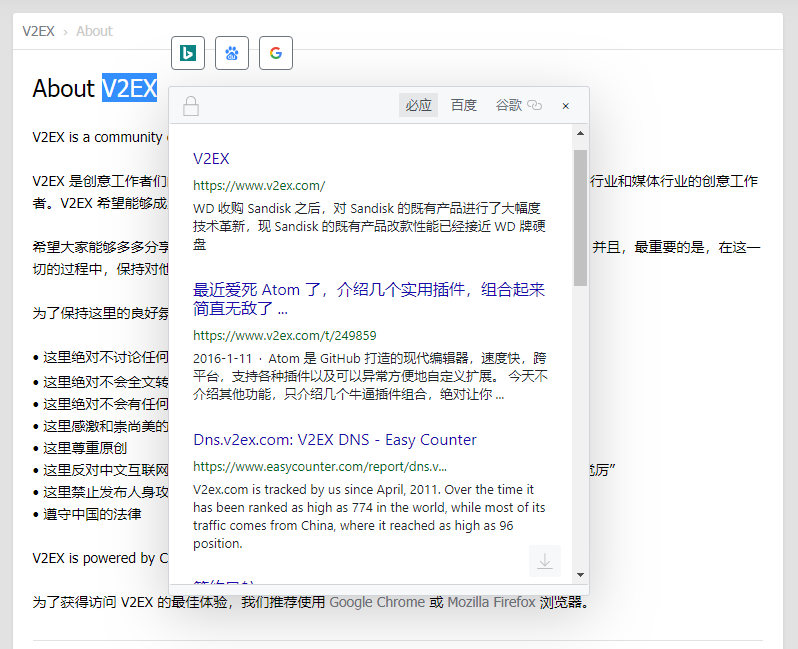 V2EX › About
About V2EX
V2EX is a community
V2EX 是创意工作者们
行业和媒体行业的创意工作
者。V2EX 希望能够成
希望大家能够多多分享
并且，最重要的是，在这一
切的过程中，保持对他
为了保持这里的良好氛
• 这里绝对不讨论任何
• 这里绝对不会全文转
• 这里绝对不会有任何
• 这里感激和崇尚美的
• 这里尊重原创
• 这里反对中文互联网
厉”
• 这里禁止发布人身攻
• 遵守中国的法律
V2EX is powered by C
为了获得访问 V2EX 的最佳体验，我们推荐使用 Google Chrome 或 Mozilla Firefox 浏览器。
必应 百度 谷歌 ×
V2EX
https://www.v2ex.com/
WD 收购 Sandisk 之后，对 Sandisk 的既有产品进行了大幅度
技术革新，现 Sandisk 的既有产品改款性能已经接近 WD 牌硬
盘
最近爱死 Atom 了，介绍几个实用插件，组合起来
简直无敌了 ...
https://www.v2ex.com/t/249859
2016-1-11 · Atom 是 GitHub 打造的现代编辑器，速度快，跨
平台，支持各种插件以及可以异常方便地自定义扩展。 今天不
介绍其他功能，只介绍几个牛逼插件组合，绝对让你 ...
Dns.v2ex.com: V2EX DNS - Easy Counter
https://www.easycounter.com/report/dns.v...
V2ex.com is tracked by us since April, 2011. Over the time it
has been ranked as high as 774 in the world, while most of its
traffic comes from China, where it reached as high as 96
position.